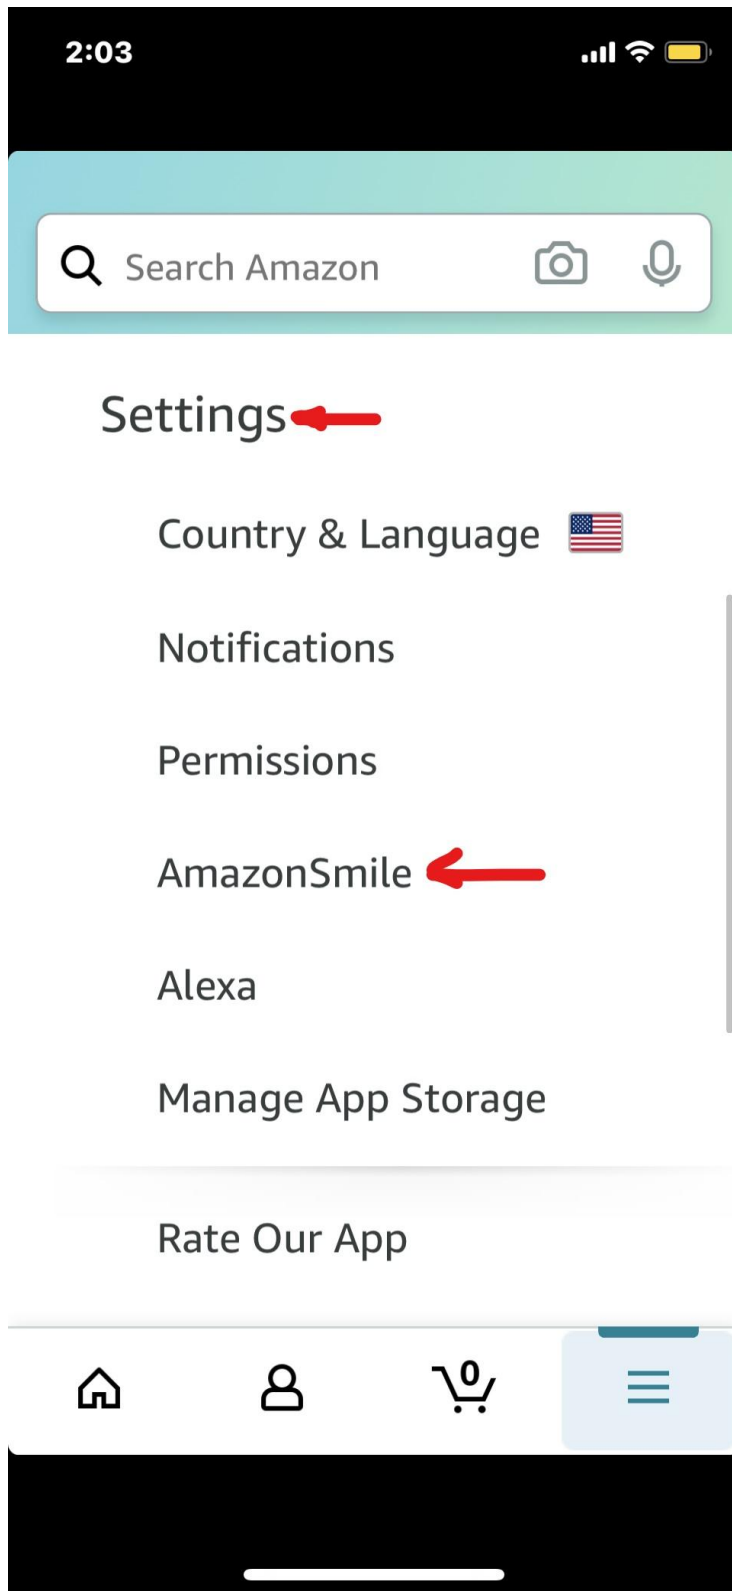 2:03
Search Amazon
Settings
Country & Language
Notifications
Permissions
AmazonSmile
Alexa
Manage App Storage
Rate Our App
0